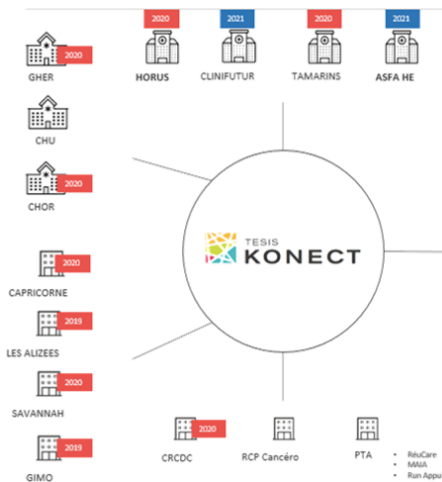 2020
GHER
CHU
2020
CHOR
2020
HORUS
2021
CLINIFUTUR
2020
TAMARINS
2021
ASFA HE
TESIS
KONECT
2020
CAPRICORNE
2019
LES ALIZEES
2020
SAVANNAH
2019
GIMO
2020
CRCDC
RCP Cancéro
PTA
• RéuCare
• MAIA
• Run Appui